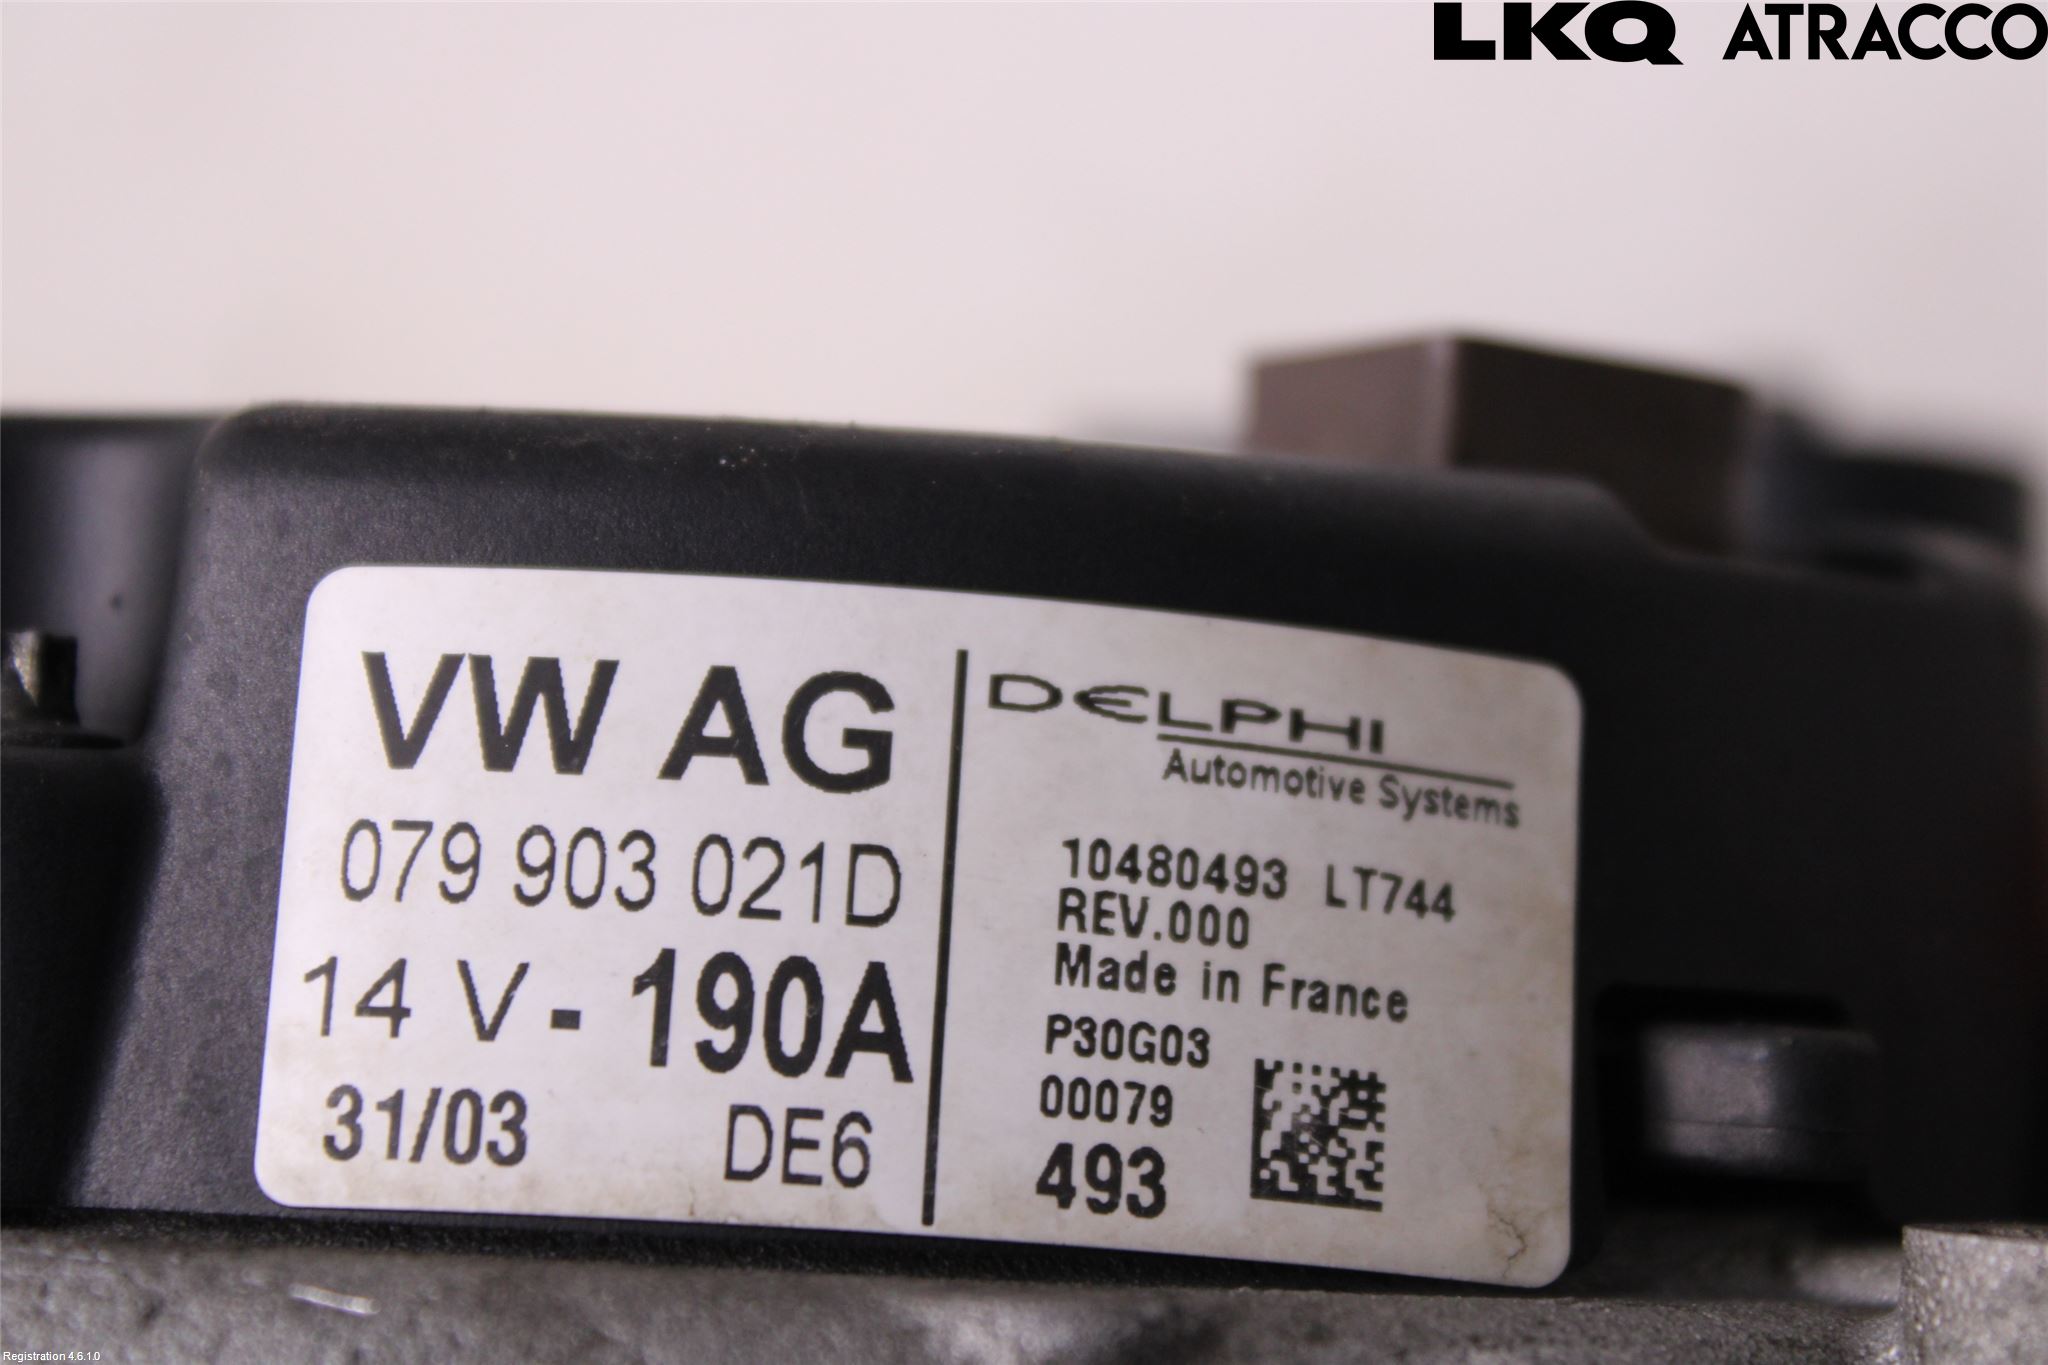 LKQ ATRACCO
VW AG
079 903 021D
14 V - 190A
31/03 DE6
DELPHI
Automotive Systems
10480493 LT744
REV.000
Made in France
P30G03
00079
493
Registration 4.6.1.0